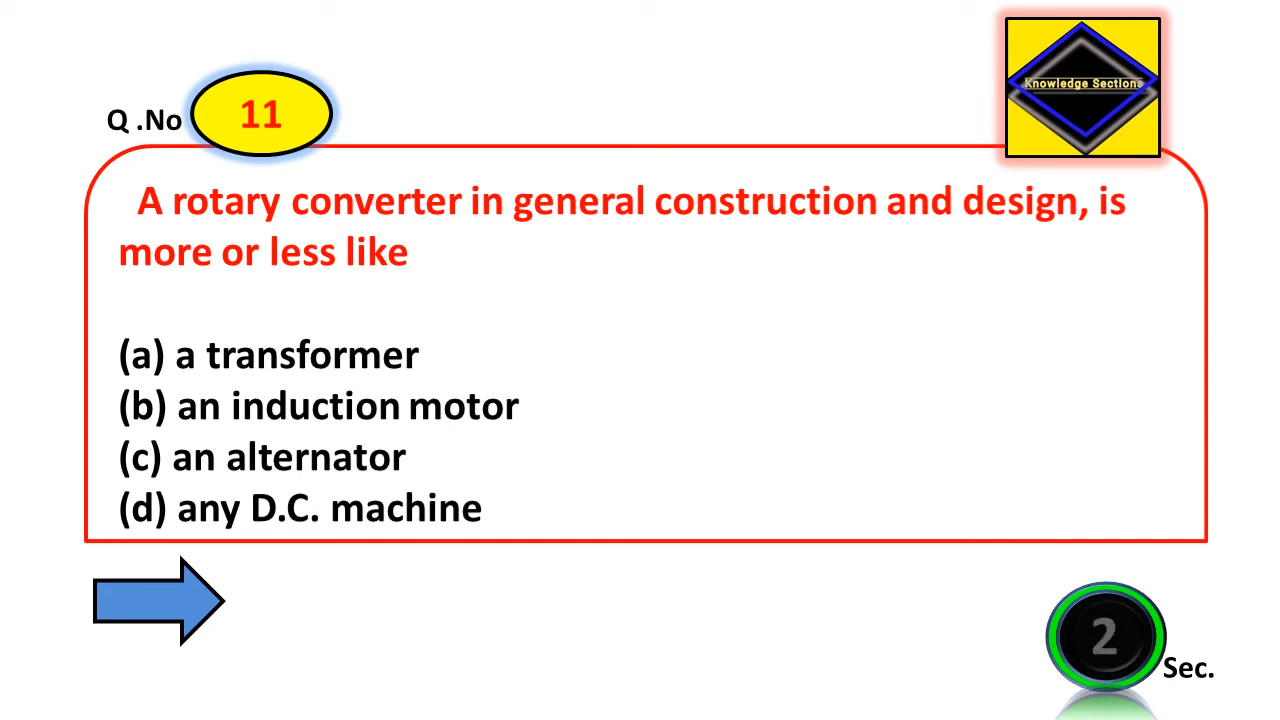 Knowledge Sections
Q .No 11
A rotary converter in general construction and design, is
more or less like
(a) a transformer
(b) an induction motor
(c) an alternator
(d) any D.C. machine
2
Sec.